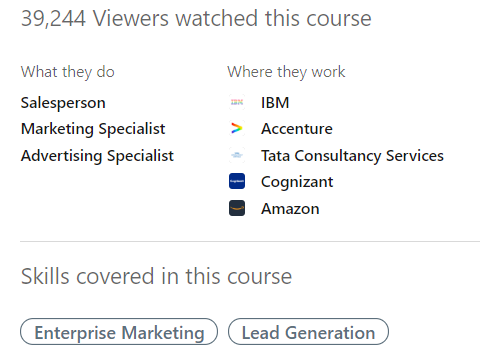 39,244 Viewers watched this course
What they do
Where they work
Salesperson
IBM
Marketing Specialist
Accenture
Advertising Specialist
Tata Consultancy Services
Cognizant
Amazon
Skills covered in this course
Enterprise Marketing
Lead Generation